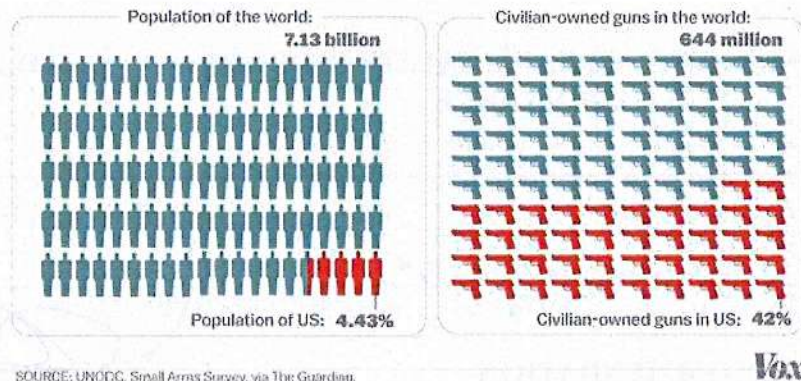 Population of the world:
7.13 billion
Population of US: 4.43%
Civilian-owned guns in the world:
644 million
Civilian-owned guns in US: 42%
SOURCE: UNODC, Small Arms Survey, via The Guardian.
Vox